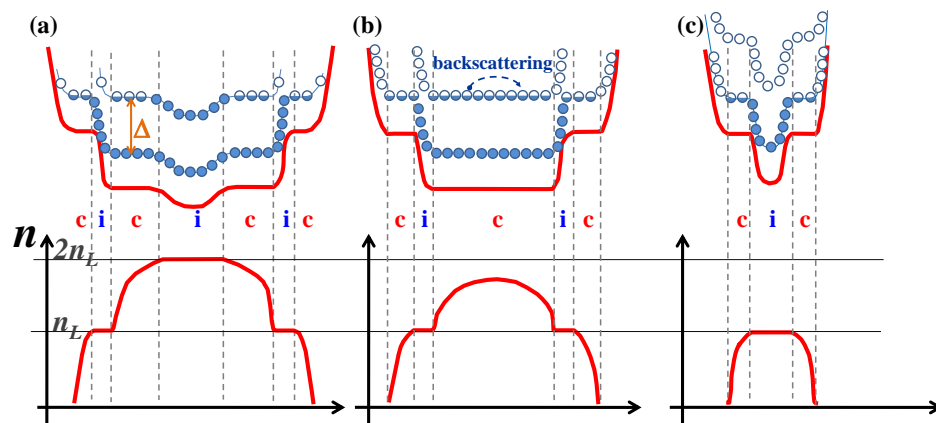 (a) (b) (c)
backscattering
Δ
c i c i c i c c i c i c c i c
n
2n_L
n_L